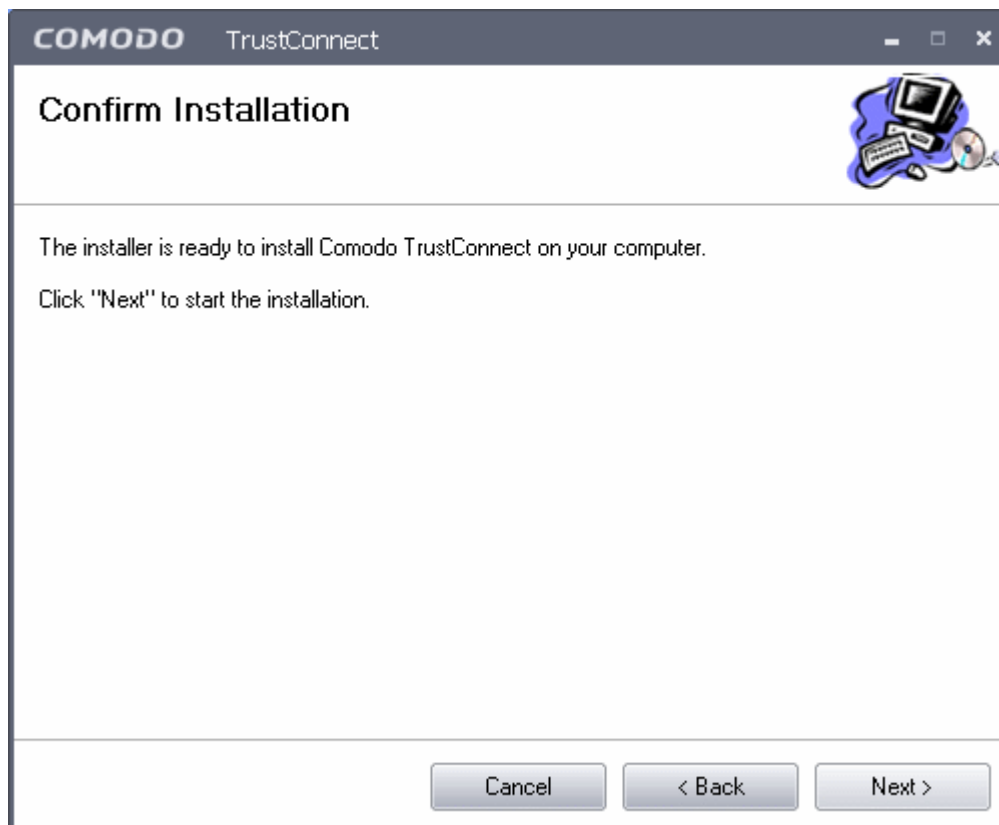 COMODO TrustConnect
Confirm Installation
The installer is ready to install Comodo TrustConnect on your computer.
Click "Next" to start the installation.
Cancel < Back Next >